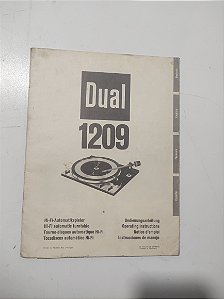 Dual
1209
Hi-Fi-Automatikspieler
Hi-Fi automatic turntable
Tourne-disques automatique Hi-Fi
Tocadiscos automático Hi-Fi
Bedienungsanleitung
Operating instructions
Notice d'emploi
Instrucciones de manejo